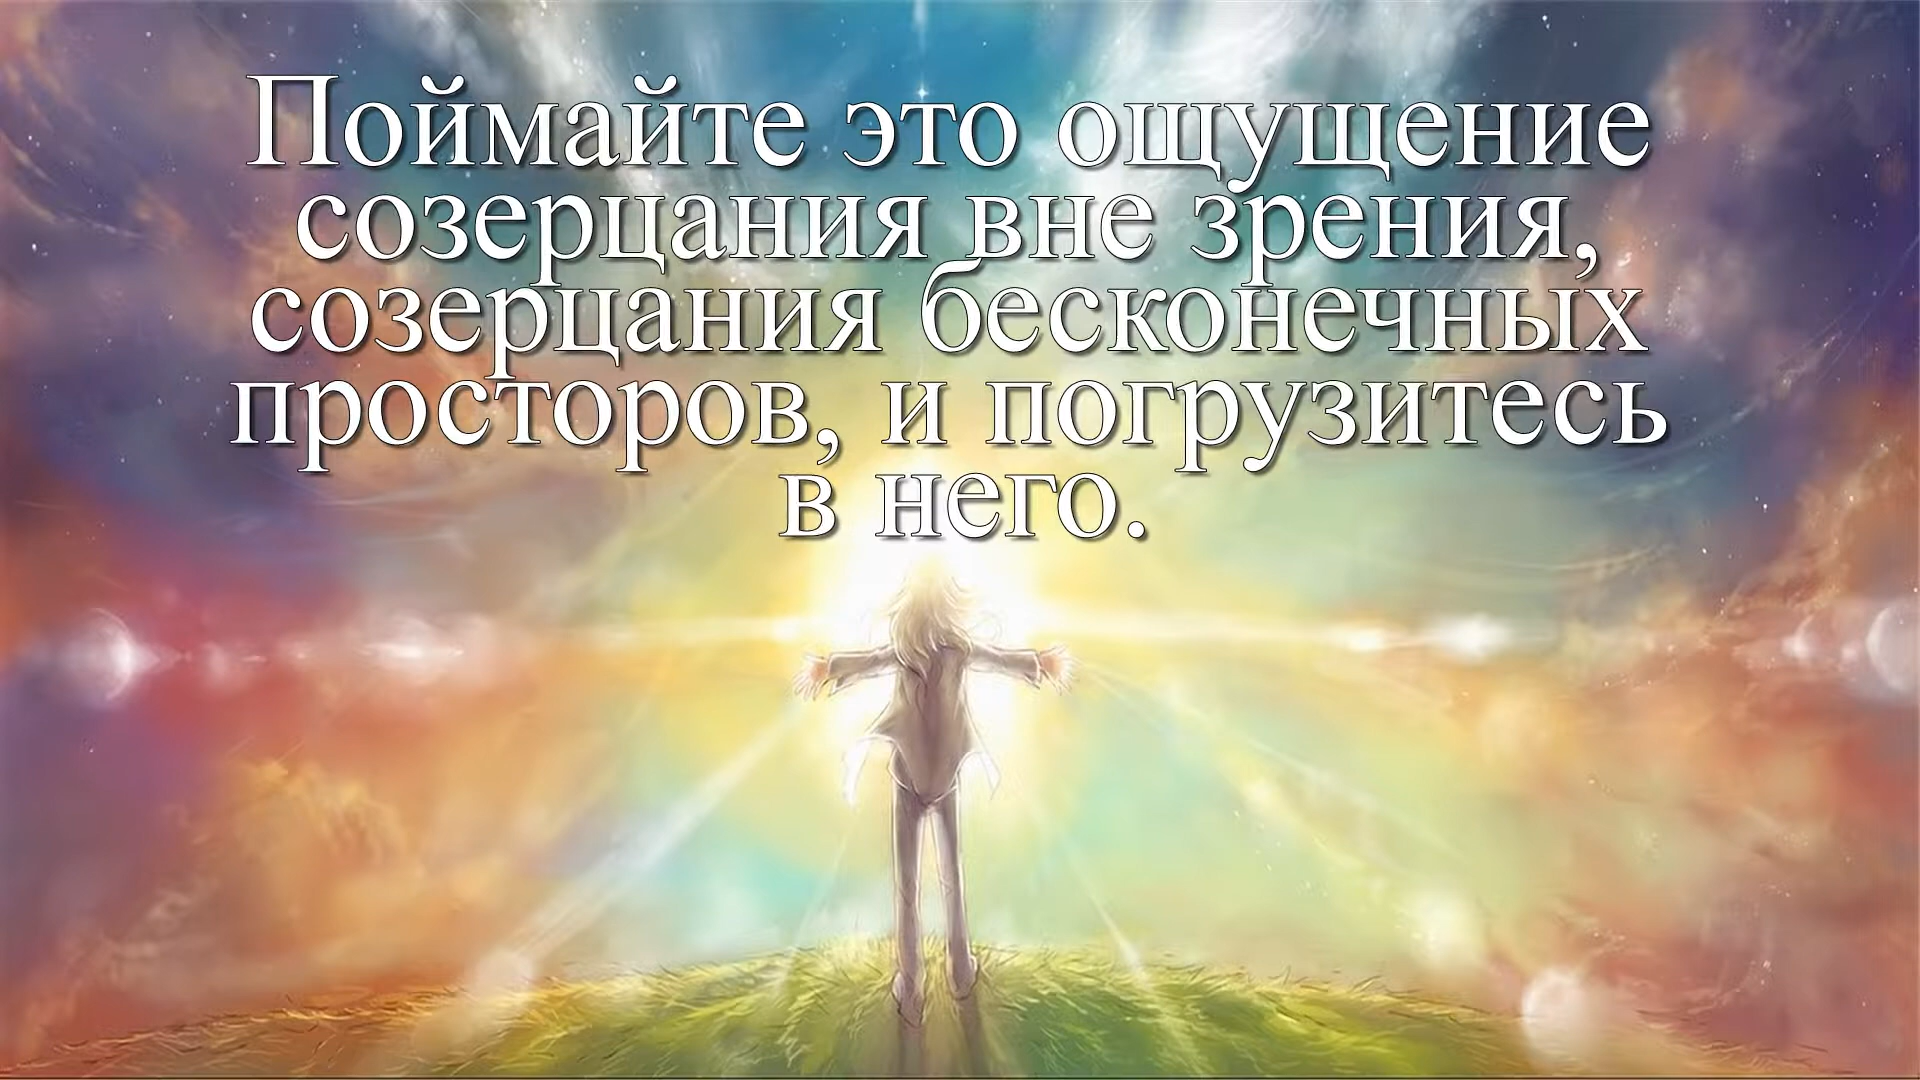 Поймайте это ощущение
созерцания вне зрения,
созерцания бесконечных
просторов, и погрузитесь
в него.